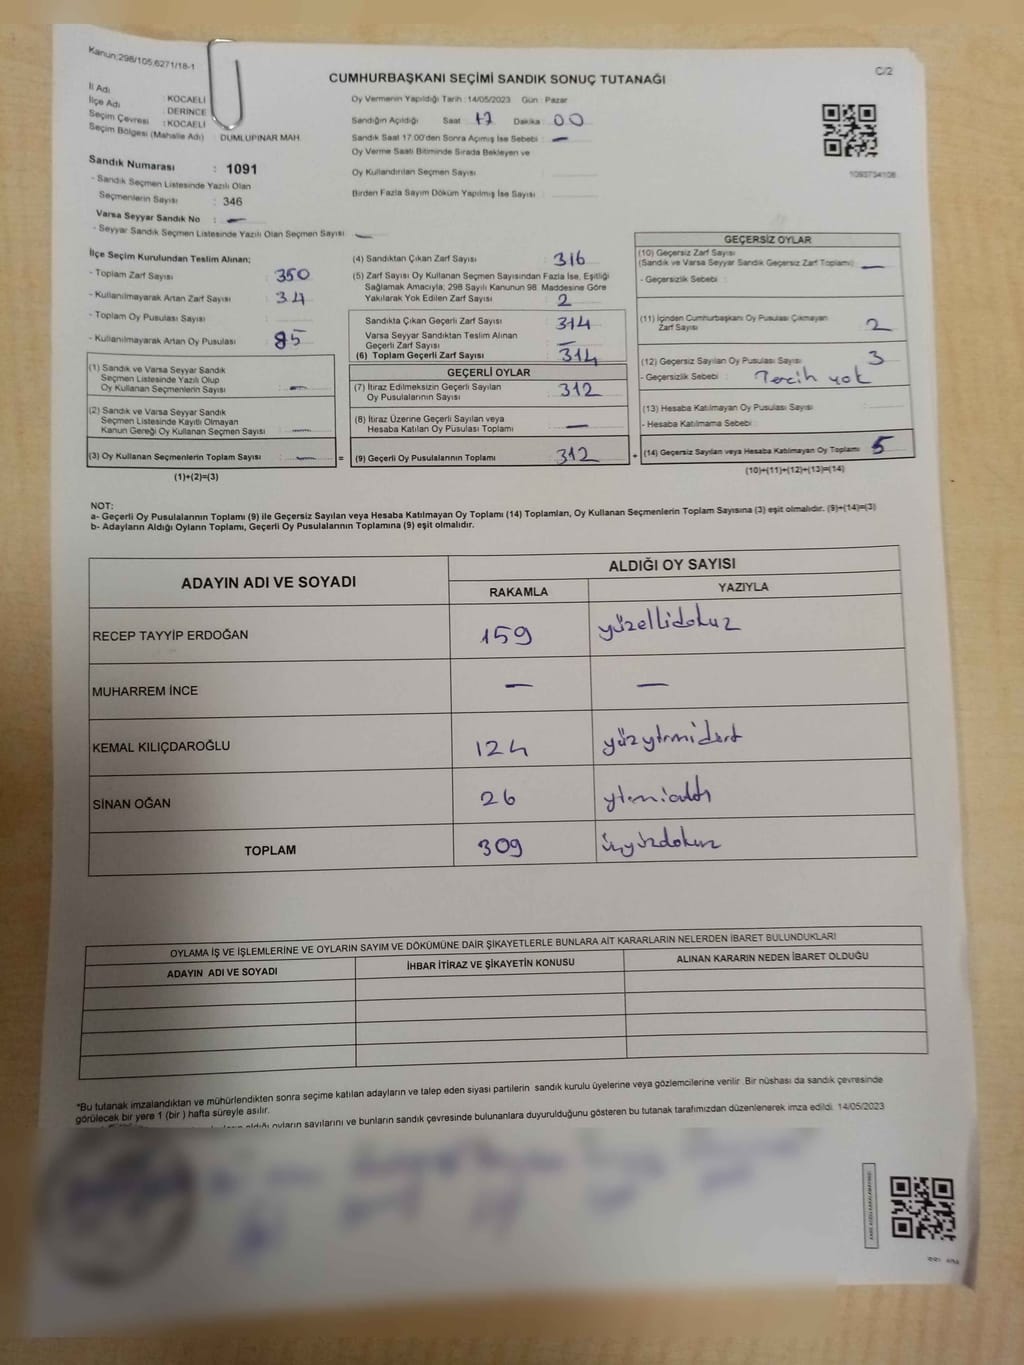 Kanun:298/105,6271/18-1
C/2
CUMHURBAŞKANI SEÇİMİ SANDIK SONUÇ TUTANAĞI
İl Adı : KOCAELİ
İlçe Adı : DERİNCE
Seçim Çevresi : KOCAELİ
Seçim Bölgesi (Mahalle Adı) : DUMLUPINAR MAH.
Sandık Numarası : 1091
- Sandık Seçmen Listesinde Yazılı Olan
Seçmenlerin Sayısı : 346
Varsa Seyyar Sandık No : —
- Seyyar Sandık Seçmen Listesinde Yazılı Olan Seçmen Sayısı —
Oy Vermenin Yapıldığı Tarih : 14/05/2023 Gün : Pazar
Sandığın Açıldığı Saat 17 Dakika 00
Sandık Saat 17:00'den Sonra Açımış İse Sebebi : —
Oy Verme Saati Bitiminde Sırada Bekleyen ve
Oy Kullandırılan Seçmen Sayısı
Birden Fazla Sayım Döküm Yapılmış İse Sayısı :
1093734108
İlçe Seçim Kurulundan Teslim Alınan;
- Toplam Zarf Sayısı : 350
- Kullanılmayarak Artan Zarf Sayısı : 34
- Toplam Oy Pusulası Sayısı :
- Kullanılmayarak Artan Oy Pusulası : 85
(1) Sandık ve Varsa Seyyar Sandık
Seçmen Listesinde Yazılı Olup
Oy Kullanan Seçmenlerin Sayısı : —
(2) Sandık ve Varsa Seyyar Sandık
Seçmen Listesinde Kayıtlı Olmayan
Kanun Gereği Oy Kullanan Seçmen Sayısı : —
(3) Oy Kullanan Seçmenlerin Toplam Sayısı : —
(1)+(2)=(3)
=
(4) Sandıktan Çıkan Zarf Sayısı : 316
(5) Zarf Sayısı Oy Kullanan Seçmen Sayısından Fazla İse, Eşitliği
Sağlamak Amacıyla; 298 Sayılı Kanunun 98. Maddesine Göre
Yakılarak Yok Edilen Zarf Sayısı : 2
Sandıkta Çıkan Geçerli Zarf Sayısı : 314
Varsa Seyyar Sandıktan Teslim Alınan
Geçerli Zarf Sayısı : —
(6) Toplam Geçerli Zarf Sayısı : 314
GEÇERLİ OYLAR
(7) İtiraz Edilmeksizin Geçerli Sayılan
Oy Pusulalarının Sayısı : 312
(8) İtiraz Üzerine Geçerli Sayılan veya
Hesaba Katılan Oy Pusulası Toplamı : —
(9) Geçerli Oy Pusulalarının Toplamı : 312
+
GEÇERSİZ OYLAR
(10) Geçersiz Zarf Sayısı
(Sandık ve Varsa Seyyar Sandık Geçersiz Zarf Toplamı) : —
- Geçersizlik Sebebi :
(11) İçinden Cumhurbaşkanı Oy Pusulası Çıkmayan
Zarf Sayısı : 2
(12) Geçersiz Sayılan Oy Pusulası Sayısı : 3
- Geçersizlik Sebebi : Tercih yok
(13) Hesaba Katılmayan Oy Pusulası Sayısı :
- Hesaba Katılmama Sebebi :
(14) Geçersiz Sayılan veya Hesaba Katılmayan Oy Toplamı : 5
(10)+(11)+(12)+(13)=(14)
NOT:
a- Geçerli Oy Pusulalarının Toplamı (9) ile Geçersiz Sayılan veya Hesaba Katılmayan Oy Toplamı (14) Toplamları, Oy Kullanan Seçmenlerin Toplam Sayısına (3) eşit olmalıdır. (9)+(14)=(3)
b- Adayların Aldığı Oyların Toplamı, Geçerli Oy Pusulalarının Toplamına (9) eşit olmalıdır.
ADAYIN ADI VE SOYADI
ALDIĞI OY SAYISI
RAKAMLA YAZIYLA
RECEP TAYYİP ERDOĞAN 159 yüzellidokuz
MUHARREM İNCE — —
KEMAL KILIÇDAROĞLU 124 yüzyirmidört
SİNAN OĞAN 26 yirmialtı
TOPLAM 309 üçyüzdokuz
OYLAMA İŞ VE İŞLEMLERİNE VE OYLARIN SAYIM VE DÖKÜMÜNE DAİR ŞİKAYETLERLE BUNLARA AİT KARARLARIN NELERDEN İBARET BULUNDUKLARI
ADAYIN ADI VE SOYADI İHBAR İTİRAZ VE ŞİKAYETİN KONUSU ALINAN KARARIN NEDEN İBARET OLDUĞU
*Bu tutanak imzalandıktan ve mühürlendikten sonra seçime katılan adayların ve talep eden siyasi partilerin sandık kurulu üyelerine veya gözlemcilerine verilir. Bir nüshası da sandık çevresinde
görülecek bir yere 1 (bir) hafta süreyle asılır.
aldığı oyların sayılarını ve bunların sandık çevresinde bulunanlara duyurulduğunu gösteren bu tutanak tarafımızdan düzenlenerek imza edildi. 14/05/2023